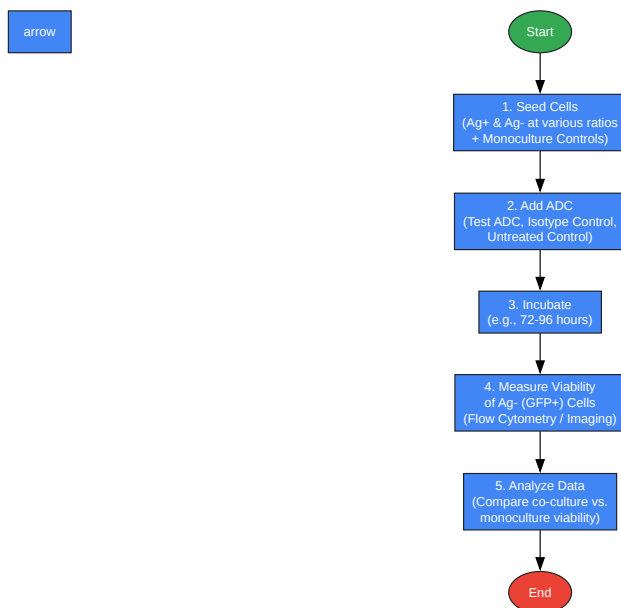 arrow
Start
1. Seed Cells
(Ag+ & Ag- at various ratios
+ Monoculture Controls)
2. Add ADC
(Test ADC, Isotype Control,
Untreated Control)
3. Incubate
(e.g., 72-96 hours)
4. Measure Viability
of Ag- (GFP+) Cells
(Flow Cytometry / Imaging)
5. Analyze Data
(Compare co-culture vs.
monoculture viability)
End